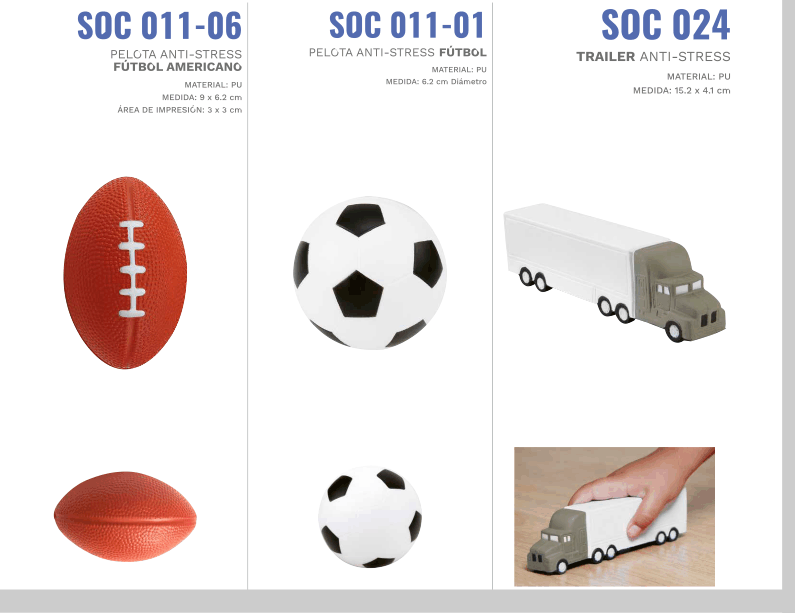 SOC 011-06
PELOTA ANTI-STRESS
FÚTBOL AMERICANO
MATERIAL: PU
MEDIDA: 9 x 6.2 cm
ÁREA DE IMPRESIÓN: 3 x 3 cm
SOC 011-01
PELOTA ANTI-STRESS FÚTBOL
MATERIAL: PU
MEDIDA: 6.2 cm Diámetro
SOC 024
TRAILER ANTI-STRESS
MATERIAL: PU
MEDIDA: 15.2 x 4.1 cm